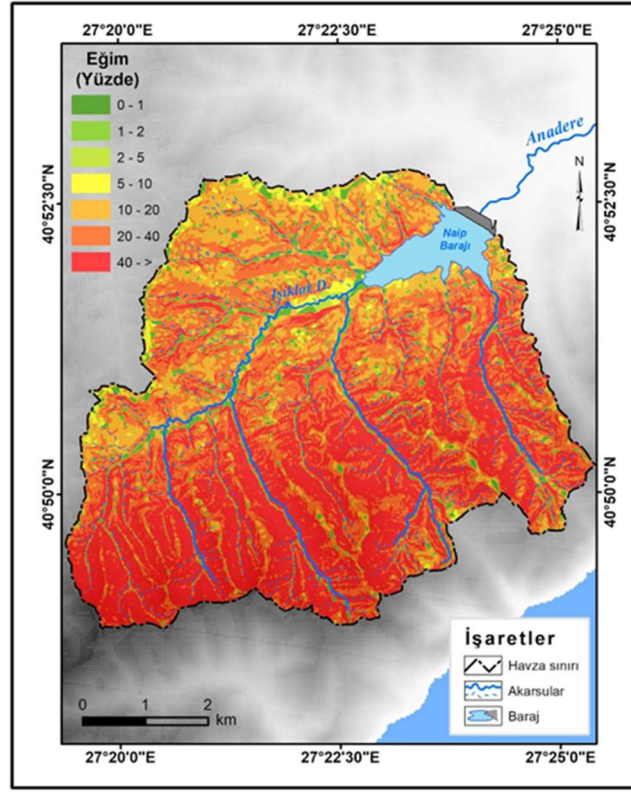 27°20'0"E
27°22'30"E
27°25'0"E
Eğim
(Yüzde)
0 - 1
1 - 2
2 - 5
5 - 10
10 - 20
20 - 40
40 - >
Anadere
N
40°52'30"N
40°52'30"N
Naip
Barajı
Işıklar D.
40°50'0"N
40°50'0"N
İşaretler
Havza sınırı
Akarsular
Baraj
0 1 2
km
27°20'0"E
27°22'30"E
27°25'0"E